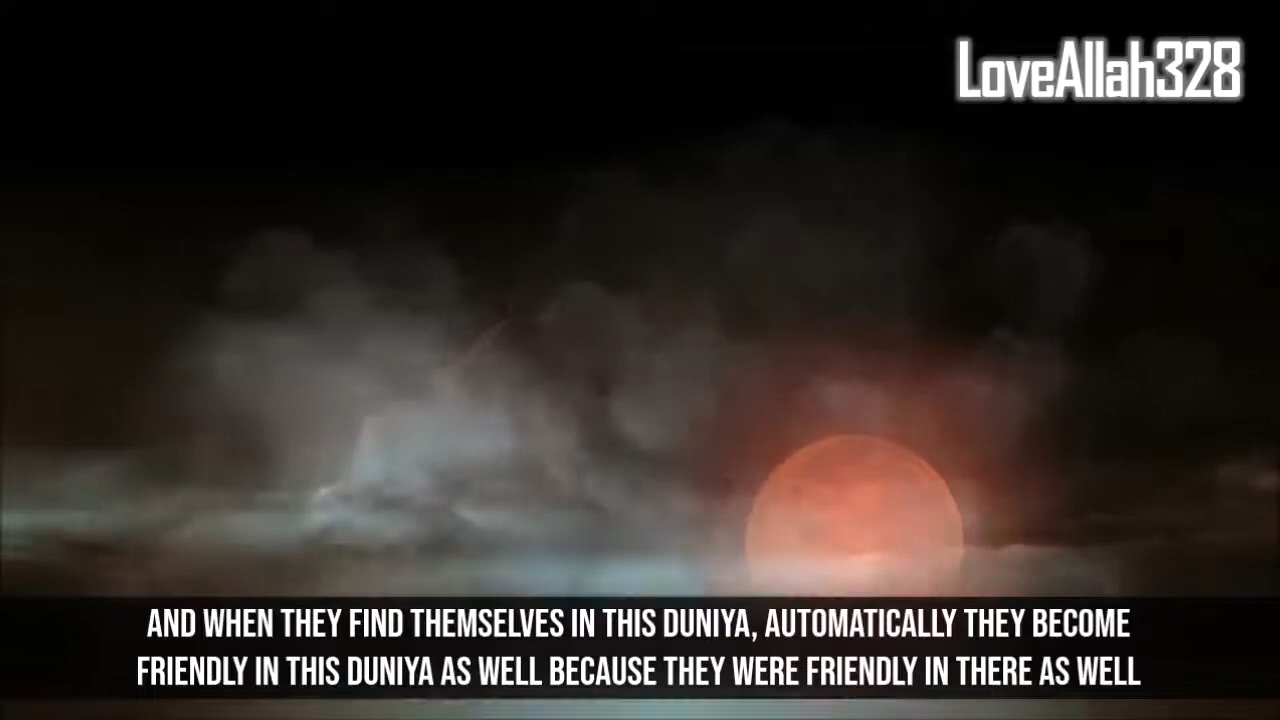 LoveAllah328
AND WHEN THEY FIND THEMSELVES IN THIS DUNIYA, AUTOMATICALLY THEY BECOME
FRIENDLY IN THIS DUNIYA AS WELL BECAUSE THEY WERE FRIENDLY IN THERE AS WELL